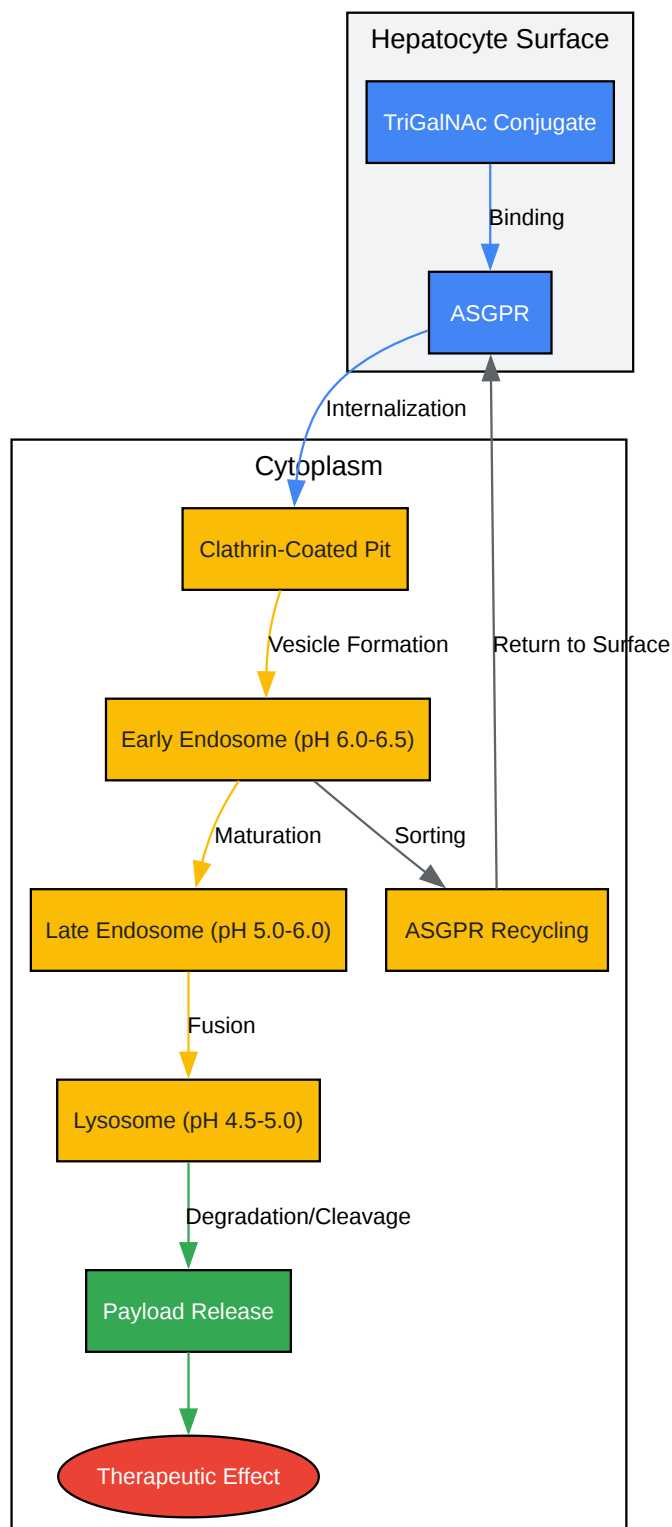 Hepatocyte Surface
TriGalNAc Conjugate
Binding
ASGPR
Internalization
Cytoplasm
Clathrin-Coated Pit
Vesicle Formation
Return to Surface
Early Endosome (pH 6.0-6.5)
Maturation
Sorting
Late Endosome (pH 5.0-6.0)
ASGPR Recycling
Fusion
Lysosome (pH 4.5-5.0)
Degradation/Cleavage
Payload Release
Therapeutic Effect